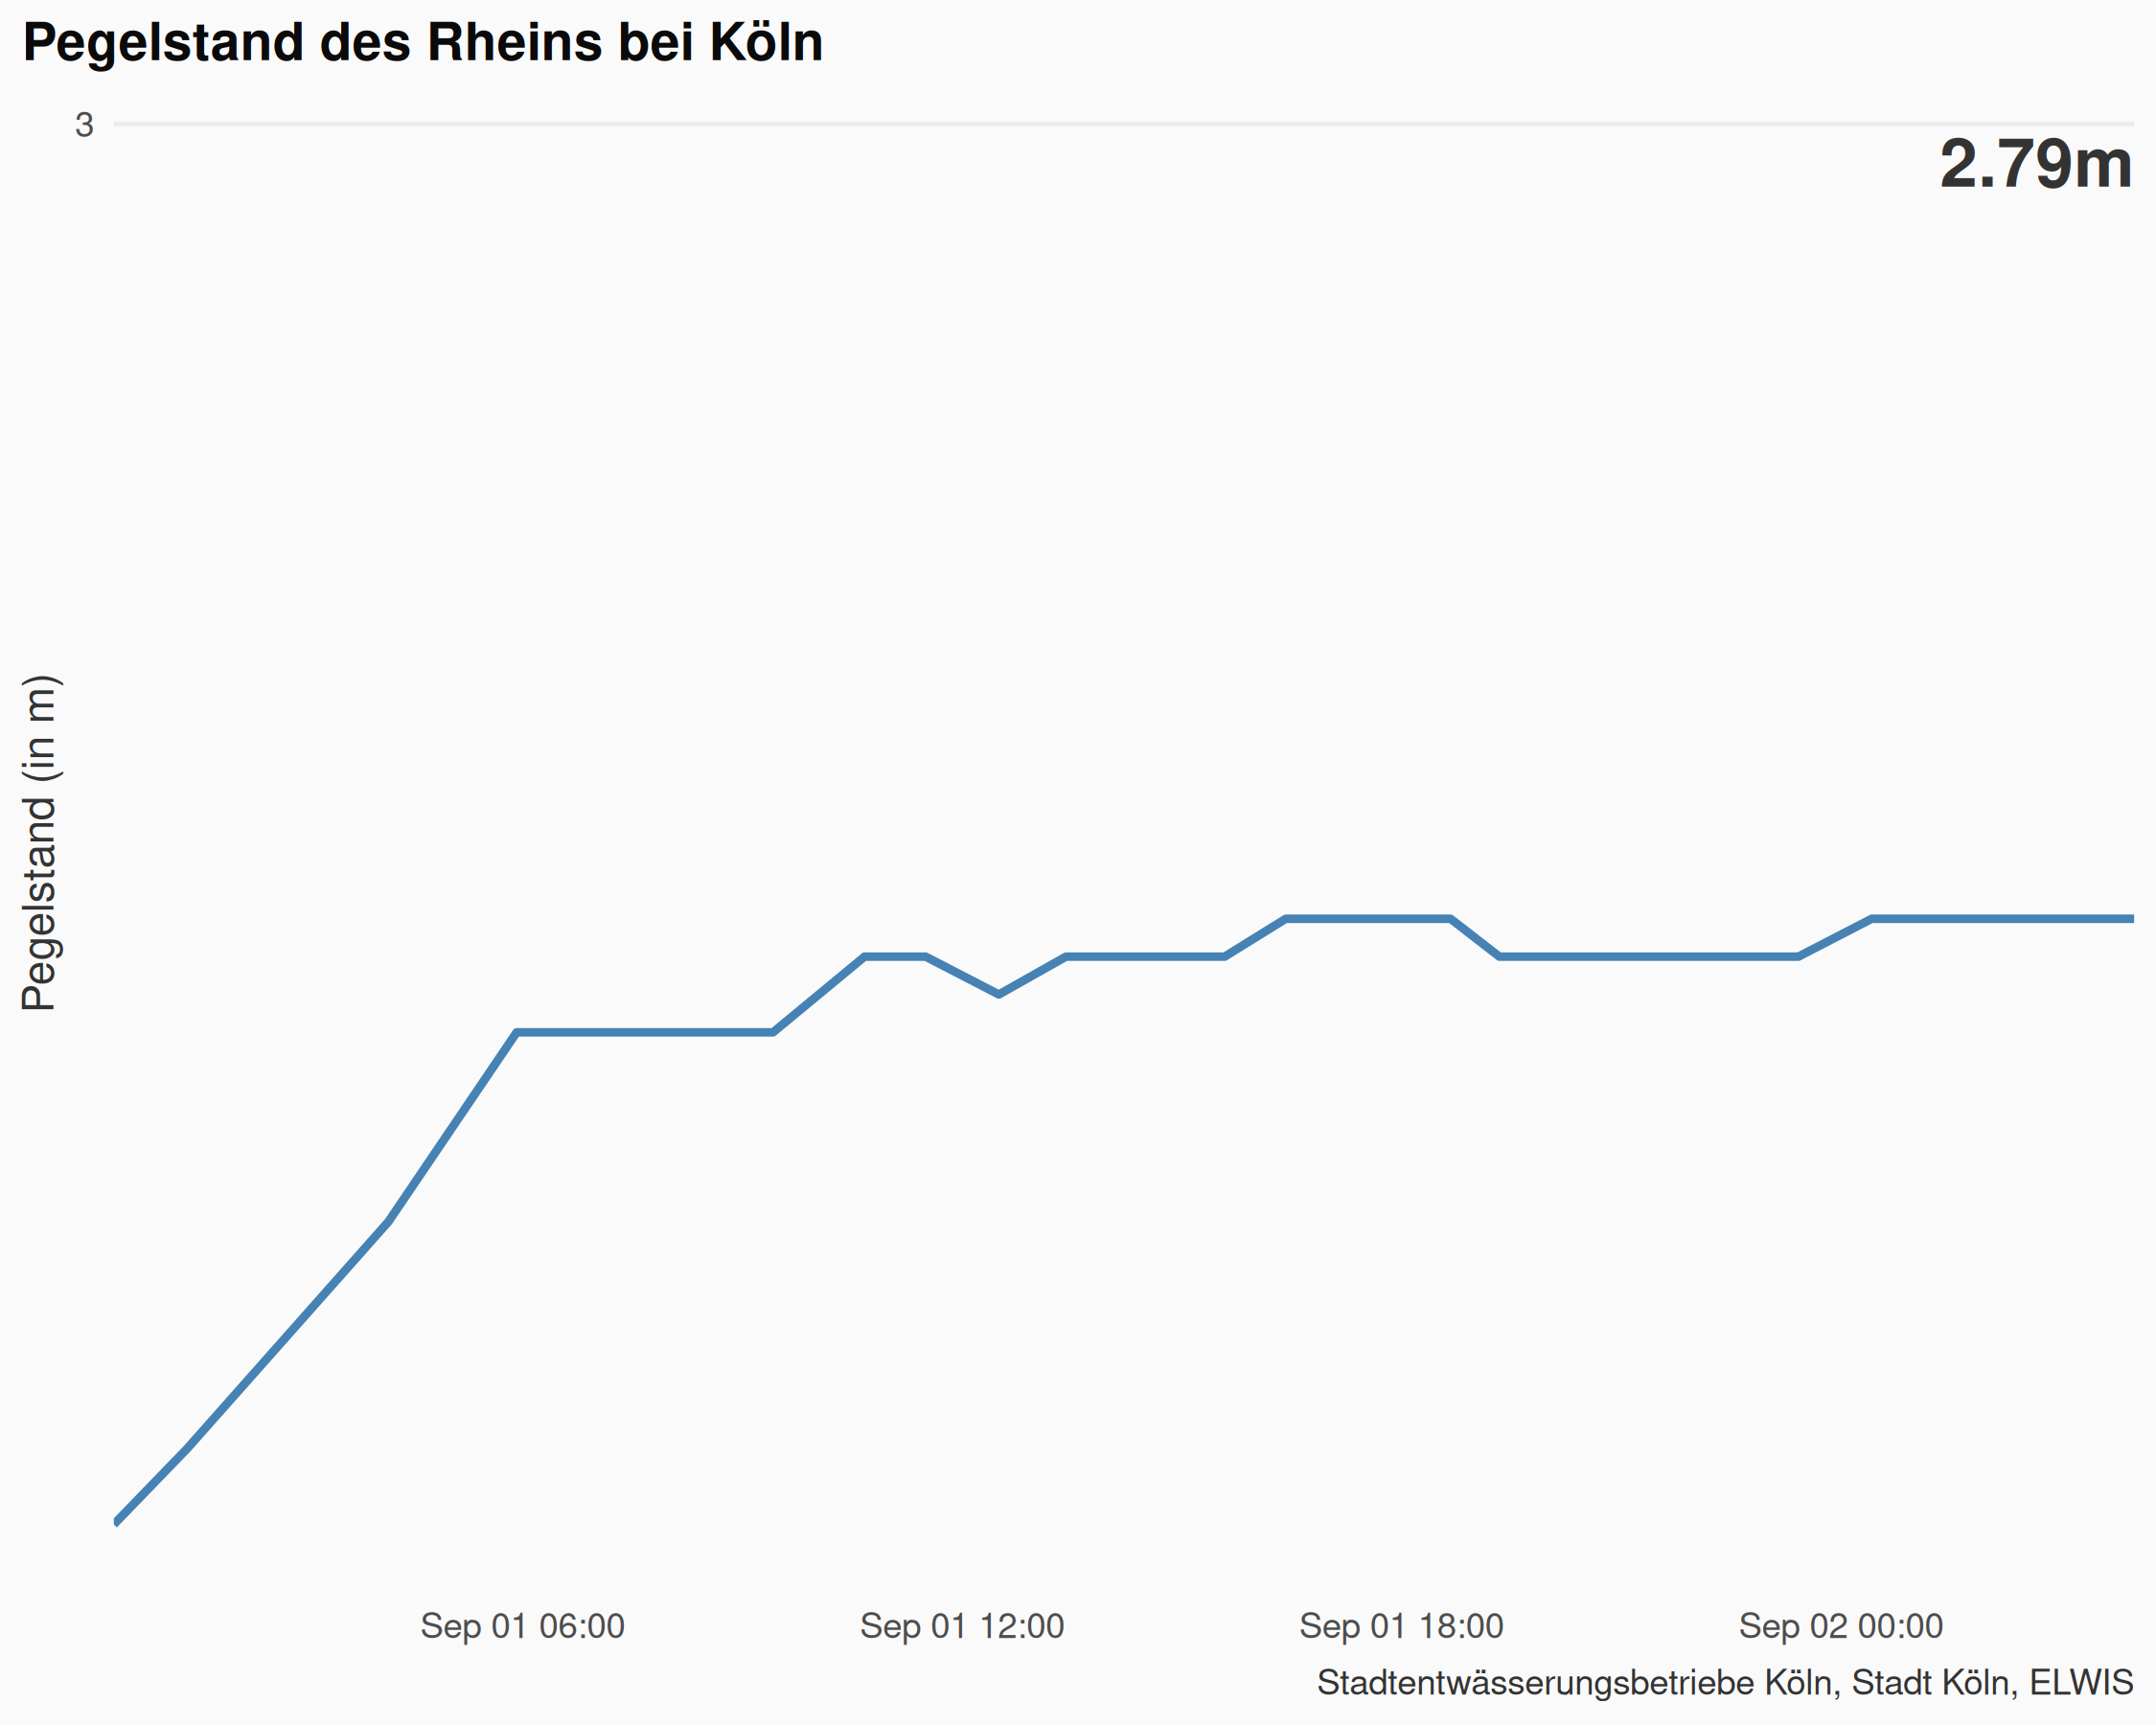 Pegelstand des Rheins bei Köln
3
2.79m
Pegelstand (in m)
Sep 01 06:00
Sep 01 12:00
Sep 01 18:00
Sep 02 00:00
Stadtentwässerungsbetriebe Köln, Stadt Köln, ELWIS